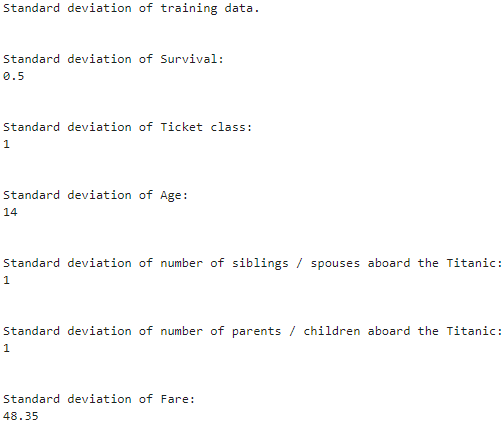 Standard deviation of training data.
Standard deviation of Survival:
0.5
Standard deviation of Ticket class:
1
Standard deviation of Age:
14
Standard deviation of number of siblings / spouses aboard the Titanic:
1
Standard deviation of number of parents / children aboard the Titanic:
1
Standard deviation of Fare:
48.35